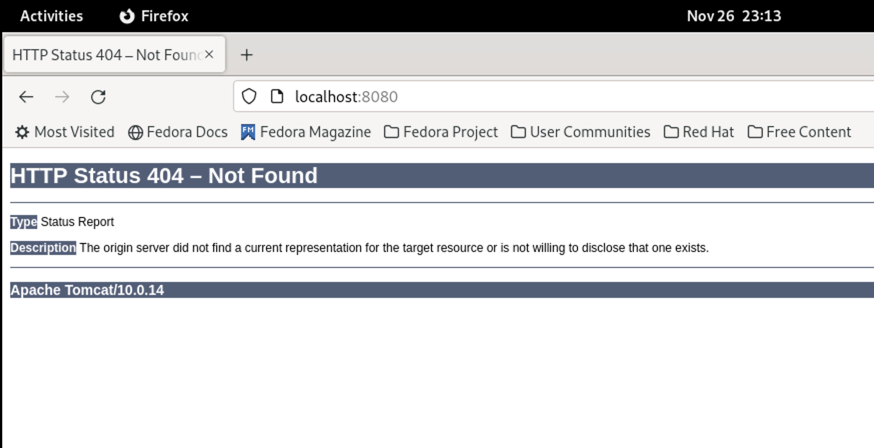 Activities Firefox Nov 26 23:13
HTTP Status 404 – Not Foun
localhost:8080
Most Visited Fedora Docs Fedora Magazine Fedora Project User Communities Red Hat Free Content
HTTP Status 404 – Not Found
Type Status Report
Description The origin server did not find a current representation for the target resource or is not willing to disclose that one exists.
Apache Tomcat/10.0.14